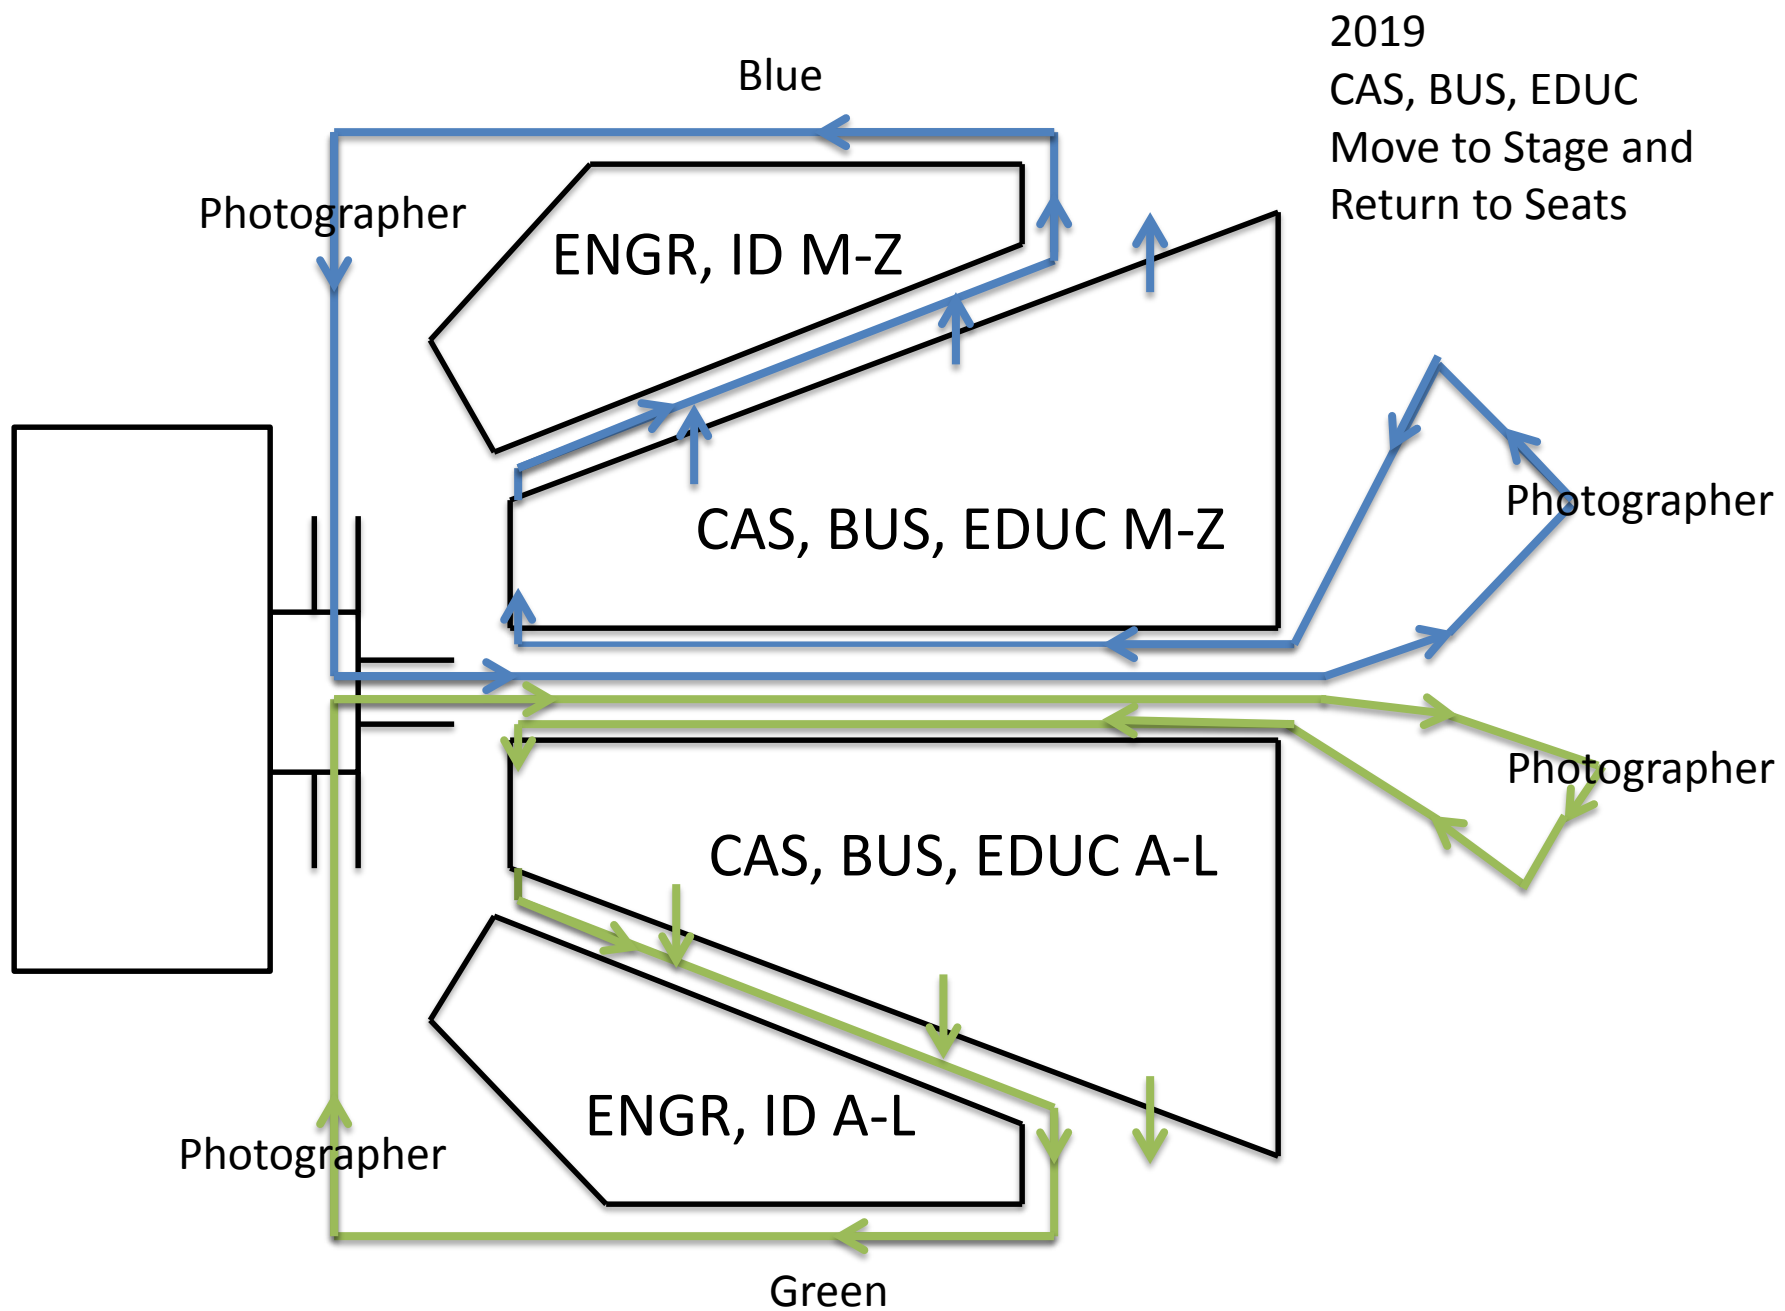 2019
CAS, BUS, EDUC
Move to Stage and
Return to Seats
Blue
Photographer
ENGR, ID M-Z
CAS, BUS, EDUC M-Z
Photographer
Photographer
CAS, BUS, EDUC A-L
ENGR, ID A-L
Photographer
Green